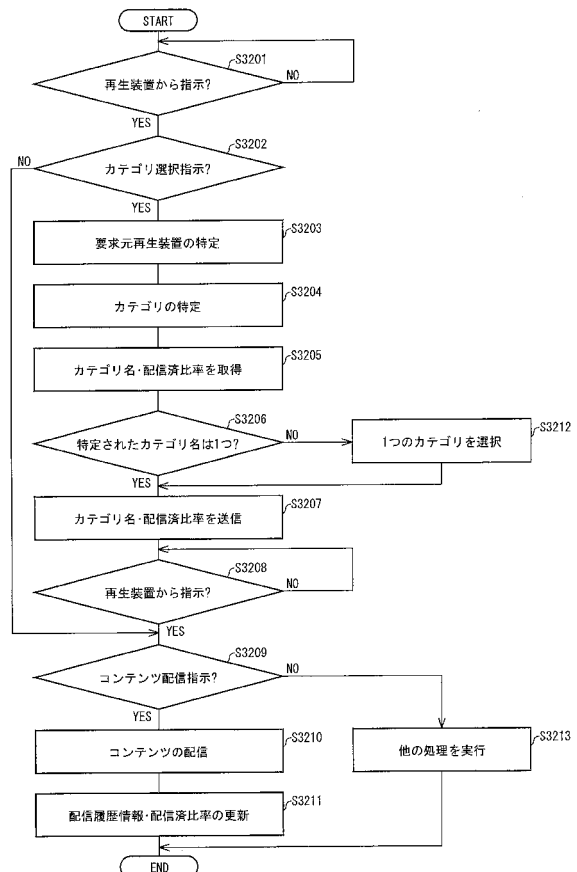 START
S3201
再生装置から指示?
NO
YES
S3202
NO
カテゴリ選択指示?
YES
S3203
要求元再生装置の特定
S3204
カテゴリの特定
S3205
カテゴリ名・配信済比率を取得
S3206
特定されたカテゴリ名は1つ?
NO
S3212
1つのカテゴリを選択
YES
S3207
カテゴリ名・配信済比率を送信
S3208
再生装置から指示?
NO
YES
S3209
コンテンツ配信指示?
NO
YES
S3210
コンテンツの配信
S3213
他の処理を実行
S3211
配信履歴情報・配信済比率の更新
END